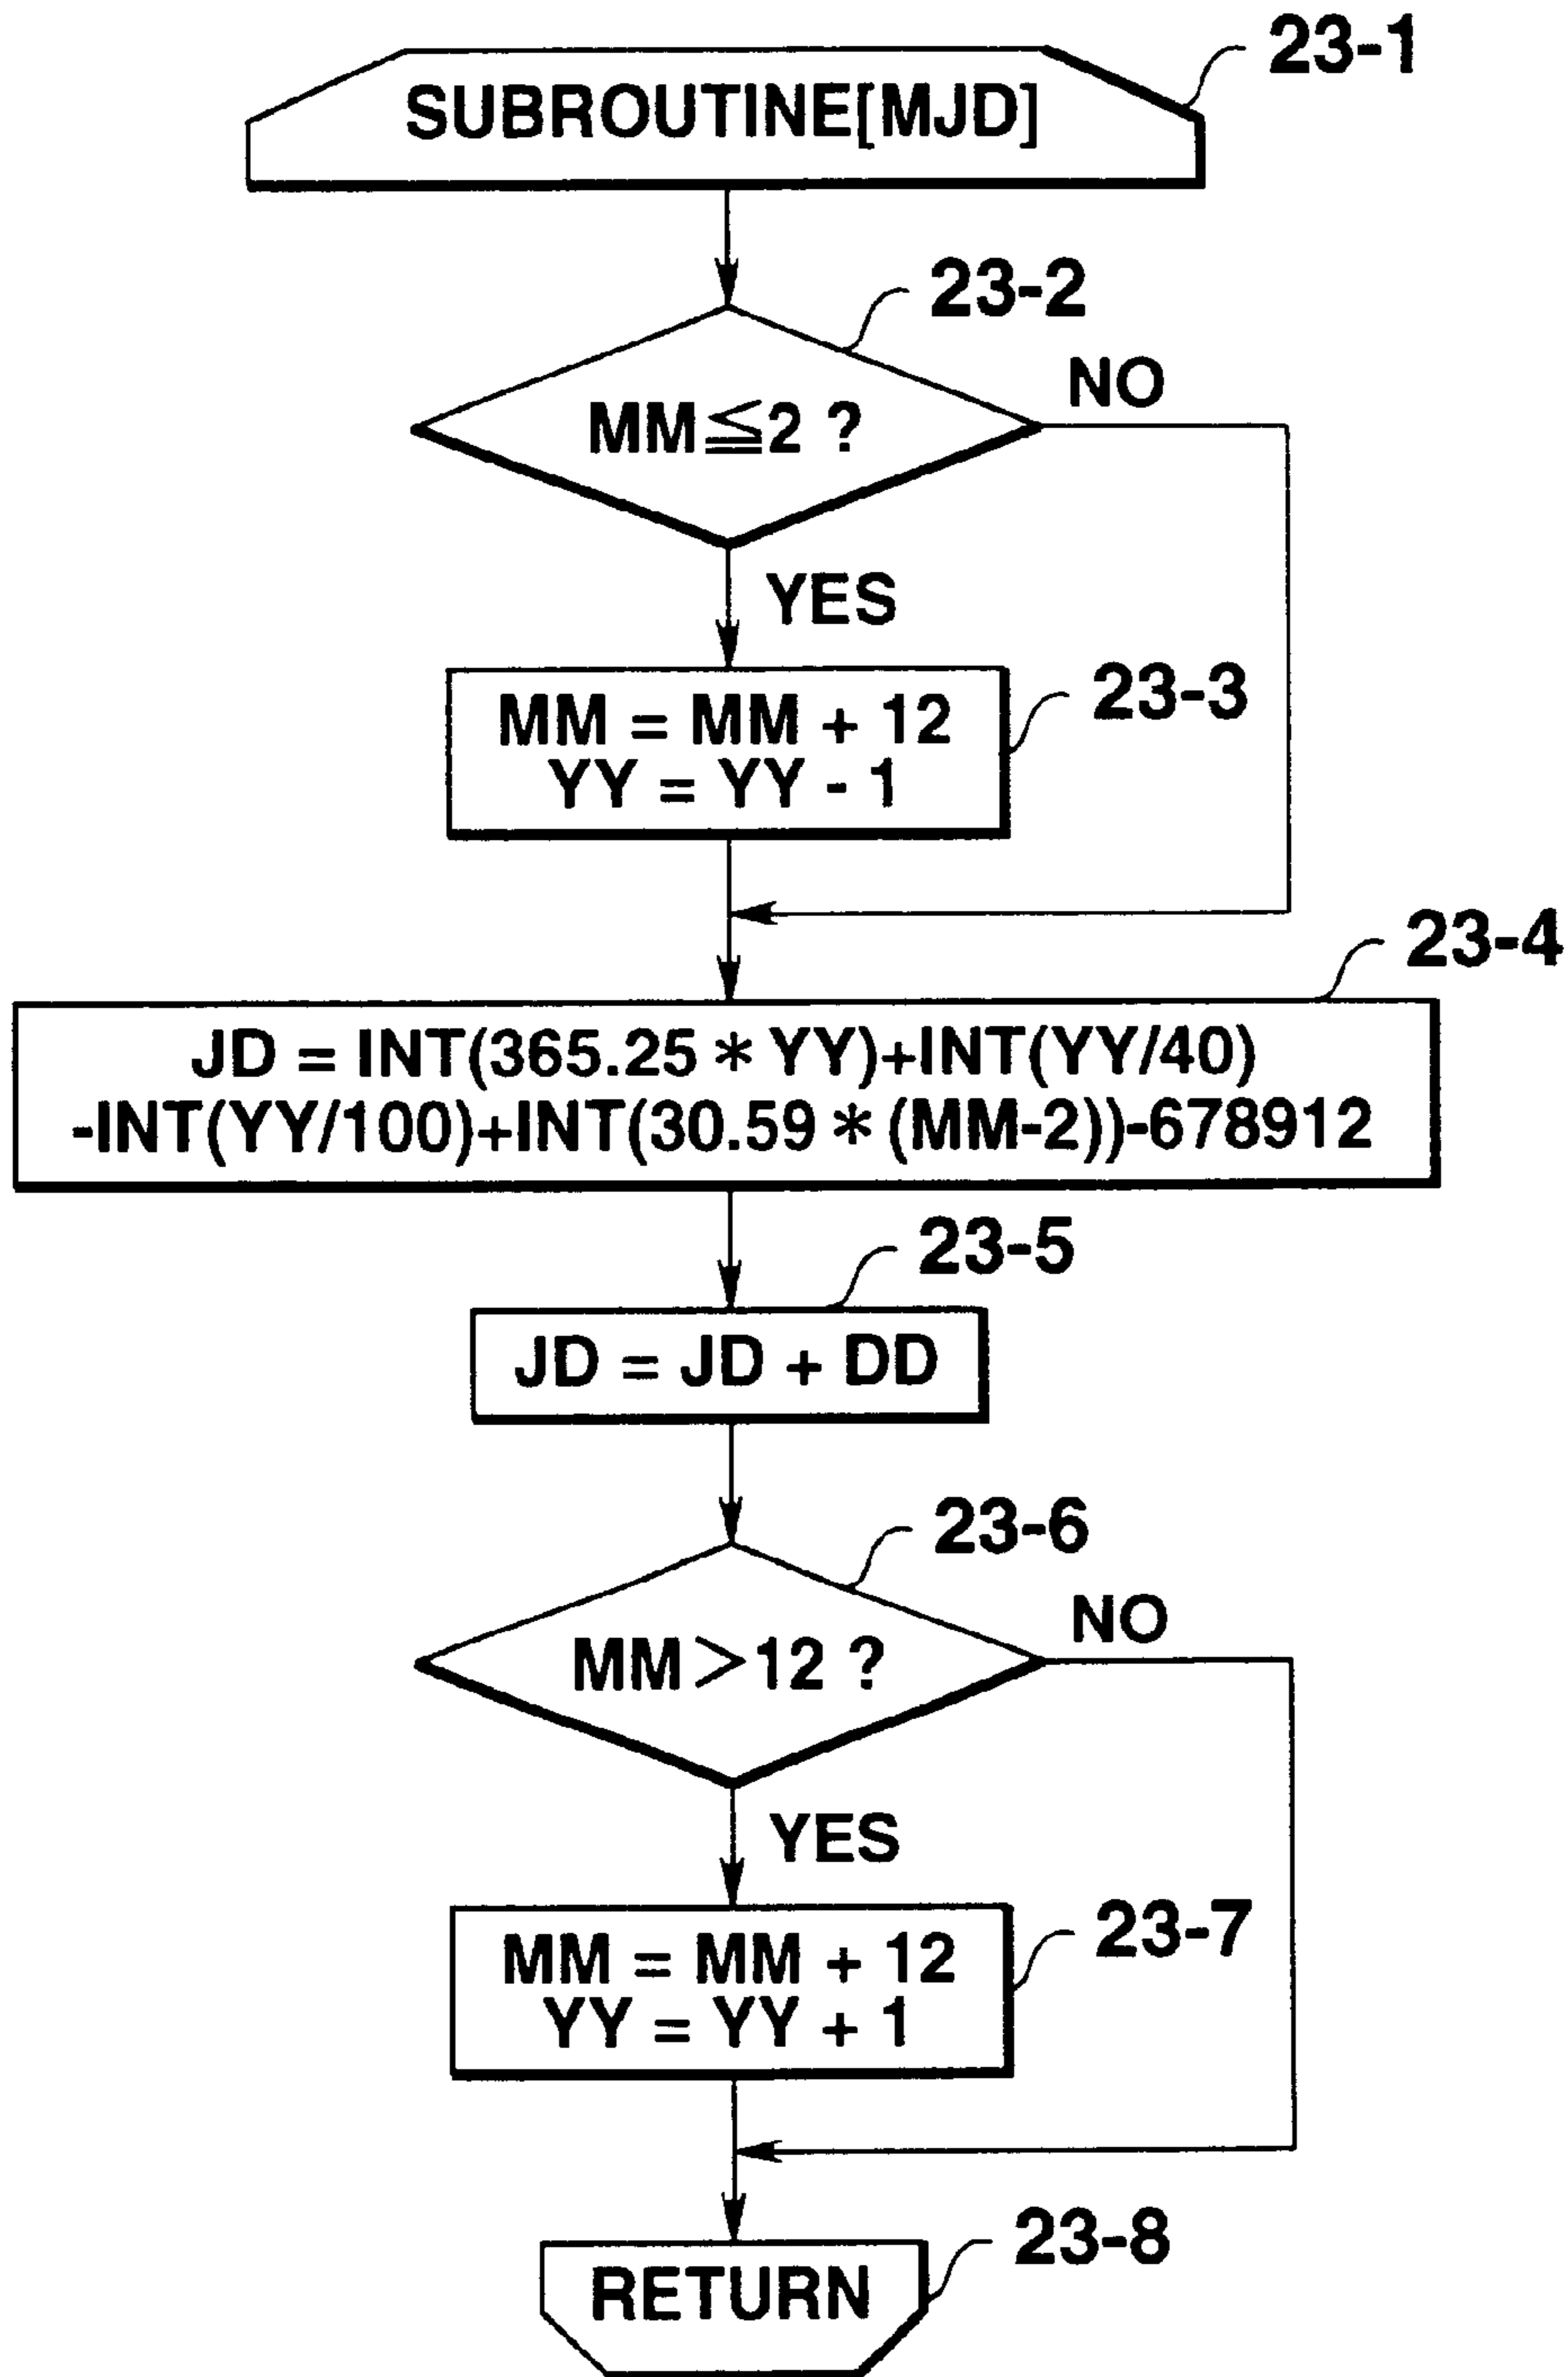 23-1
SUBROUTINE[MJD]
23-2
MM≦2 ?
NO
YES
23-3
MM = MM + 12
YY = YY - 1
23-4
JD = INT(365.25 * YY)+INT(YY/40)
-INT(YY/100)+INT(30.59 * (MM-2))-678912
23-5
JD = JD + DD
23-6
MM>12 ?
NO
YES
23-7
MM = MM + 12
YY = YY + 1
23-8
RETURN